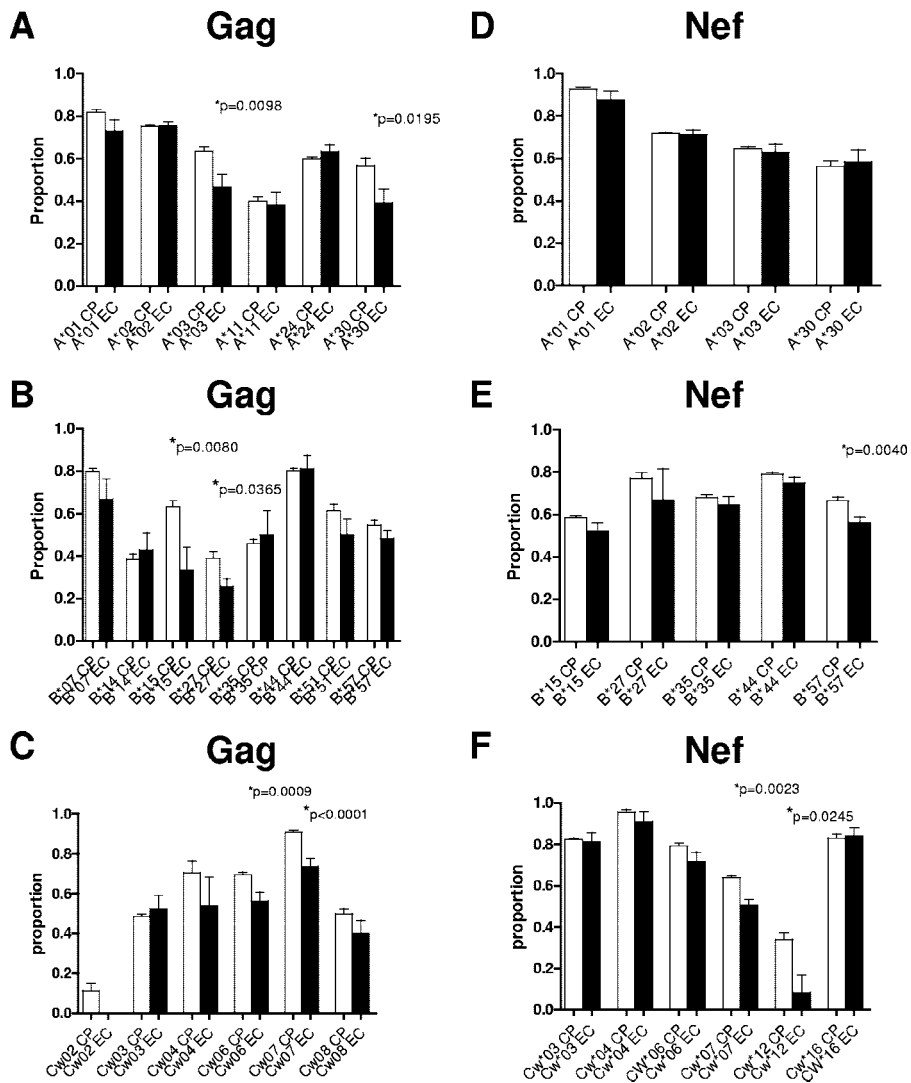 A Gag
Proportion
1.0
0.8
0.6
0.4
0.2
0.0
*p=0.0098
*p=0.0195
A*01 CP
A*01 EC
A*02 CP
A*02 EC
A*03 CP
A*03 EC
A*11 CP
A*11 EC
A*24 CP
A*24 EC
A*30 CP
A*30 EC
D Nef
proportion
1.0
0.8
0.6
0.4
0.2
0.0
A*01 CP
A*01 EC
A*02 CP
A*02 EC
A*03 CP
A*03 EC
A*30 CP
A*30 EC
B Gag
Proportion
1.0
0.8
0.6
0.4
0.2
0.0
*p=0.0080
*p=0.0365
B*07 CP
B*07 EC
B*14 CP
B*14 EC
B*15 CP
B*15 EC
B*27 CP
B*27 EC
B*35 CP
B*35 CP
B*44 CP
B*44 EC
B*51 CP
B*51 EC
B*57 CP
B*57 EC
E Nef
Proportion
1.0
0.8
0.6
0.4
0.2
0.0
*p=0.0040
B*15 CP
B*15 EC
B*27 CP
B*27 EC
B*35 CP
B*35 EC
B*44 CP
B*44 EC
B*57 CP
B*57 EC
C Gag
proportion
1.0
0.8
0.6
0.4
0.2
0.0
*p=0.0009
*p<0.0001
Cw02 CP
Cw02 EC
Cw03 CP
Cw03 EC
Cw04 CP
Cw04 EC
Cw06 CP
Cw06 EC
Cw07 CP
Cw07 EC
Cw08 CP
Cw08 EC
F Nef
proportion
1.0
0.8
0.6
0.4
0.2
0.0
*p=0.0023
*p=0.0245
Cw*03 CP
Cw*03 EC
Cw*04 CP
Cw*04 EC
Cw*06 CP
Cw*06 EC
Cw*07 CP
Cw*07 EC
Cw*12 CP
Cw*12 EC
Cw*16 CP
CW*16 EC